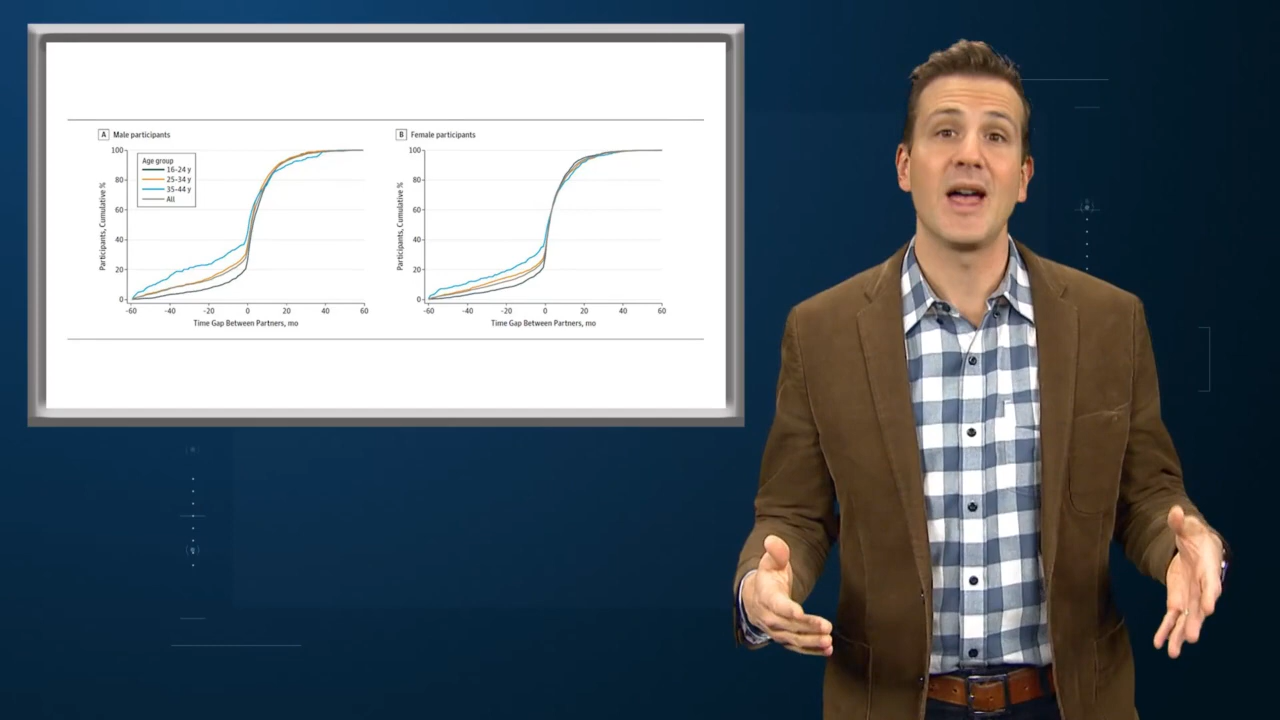 A Male participants
Age group
16-24 y
25-34 y
35-44 y
All
Participants, Cumulative %
100
80
60
40
20
0
-60 -40 -20 0 20 40 60
Time Gap Between Partners, mo
B Female participants
Participants, Cumulative %
100
80
60
40
20
0
-60 -40 -20 0 20 40 60
Time Gap Between Partners, mo